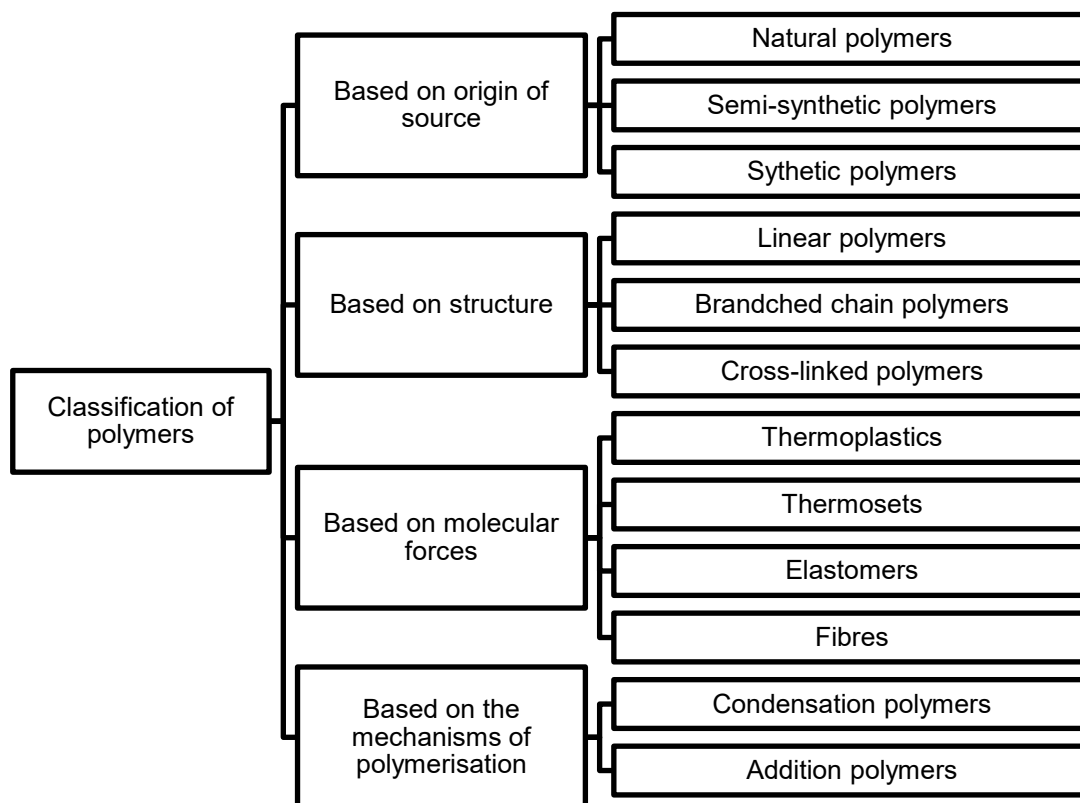 Classification of
polymers
Based on origin of
source
Natural polymers
Semi-synthetic polymers
Sythetic polymers
Based on structure
Linear polymers
Brandched chain polymers
Cross-linked polymers
Based on molecular
forces
Thermoplastics
Thermosets
Elastomers
Fibres
Based on the
mechanisms of
polymerisation
Condensation polymers
Addition polymers